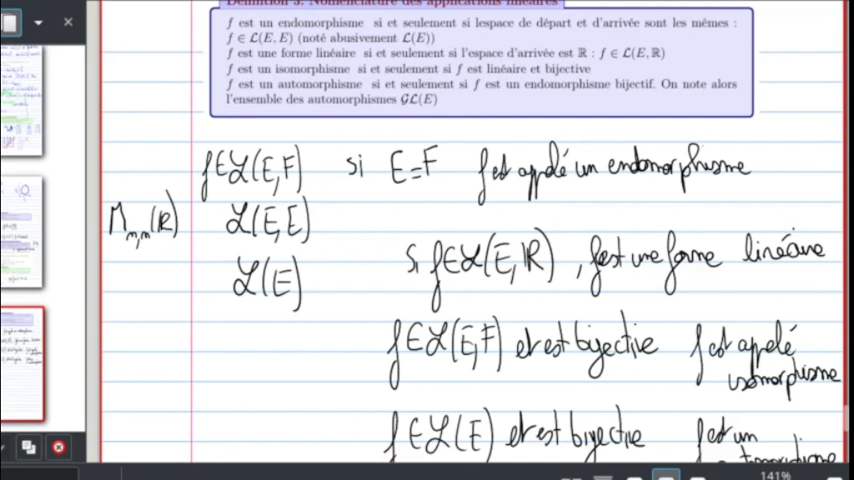 Définition 3. Nomenclature des applications linéaires
f est un endomorphisme si et seulement si lespace de départ et d'arrivée sont les mêmes :
f ∈ ℒ(E, E) (noté abusivement ℒ(E))
f est une forme linéaire si et seulement si l'espace d'arrivée est ℝ : f ∈ ℒ(E, ℝ)
f est un isomorphisme si et seulement si f est linéaire et bijective
f est un automorphisme si et seulement si f est un endomorphisme bijectif. On note alors
l'ensemble des automorphismes 𝒢ℒ(E)
f ∈ ℒ(E, F) si E = F f est appelé un endomorphisme
ℒ(E, E)
ℒ(E)
si f ∈ ℒ(E, ℝ), f est une forme linéaire
f ∈ ℒ(E, F) et est bijective f est appelé
isomorphisme
f ∈ ℒ(E) et est bijective f est un
141%